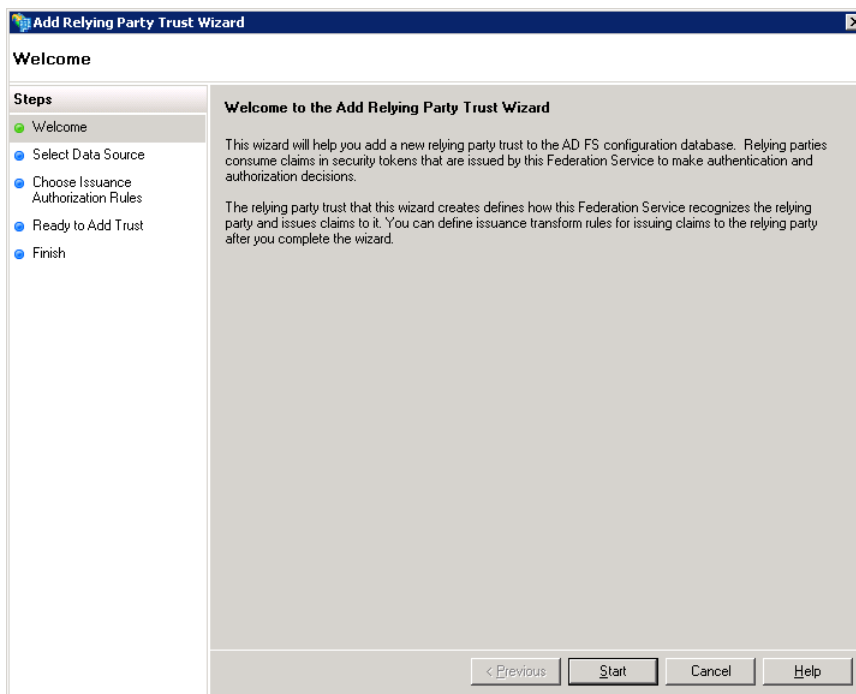 Add Relying Party Trust Wizard
Welcome
Steps
Welcome
Select Data Source
Choose Issuance
Authorization Rules
Ready to Add Trust
Finish
Welcome to the Add Relying Party Trust Wizard
This wizard will help you add a new relying party trust to the AD FS configuration database. Relying parties
consume claims in security tokens that are issued by this Federation Service to make authentication and
authorization decisions.
The relying party trust that this wizard creates defines how this Federation Service recognizes the relying
party and issues claims to it. You can define issuance transform rules for issuing claims to the relying party
after you complete the wizard.
< Previous
Start
Cancel
Help